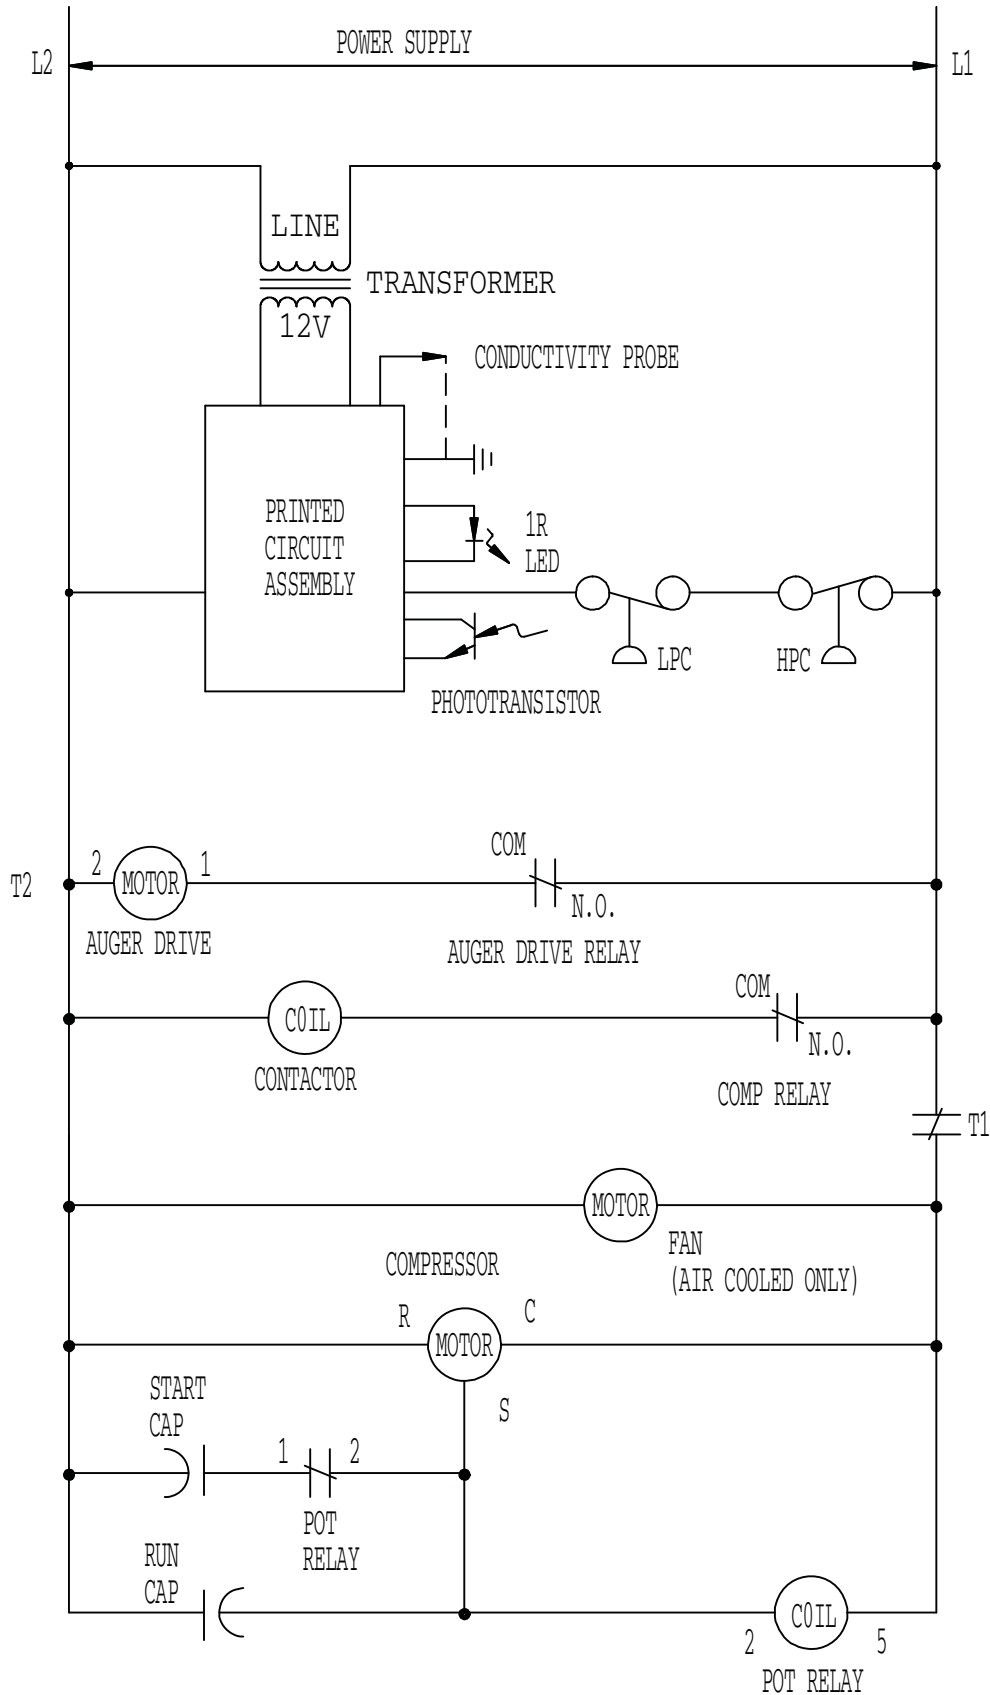 POWER SUPPLY
L2
L1
LINE
TRANSFORMER
12V
CONDUCTIVITY PROBE
PRINTED
CIRCUIT
ASSEMBLY
1R
LED
LPC
HPC
PHOTOTRANSISTOR
COM
2
1
T2
MOTOR
N.O.
AUGER DRIVE
AUGER DRIVE RELAY
COM
COIL
N.O.
CONTACTOR
COMP RELAY
T1
MOTOR
FAN
(AIR COOLED ONLY)
COMPRESSOR
R
C
MOTOR
START
CAP
S
1
2
POT
RELAY
RUN
CAP
COIL
2
5
POT RELAY